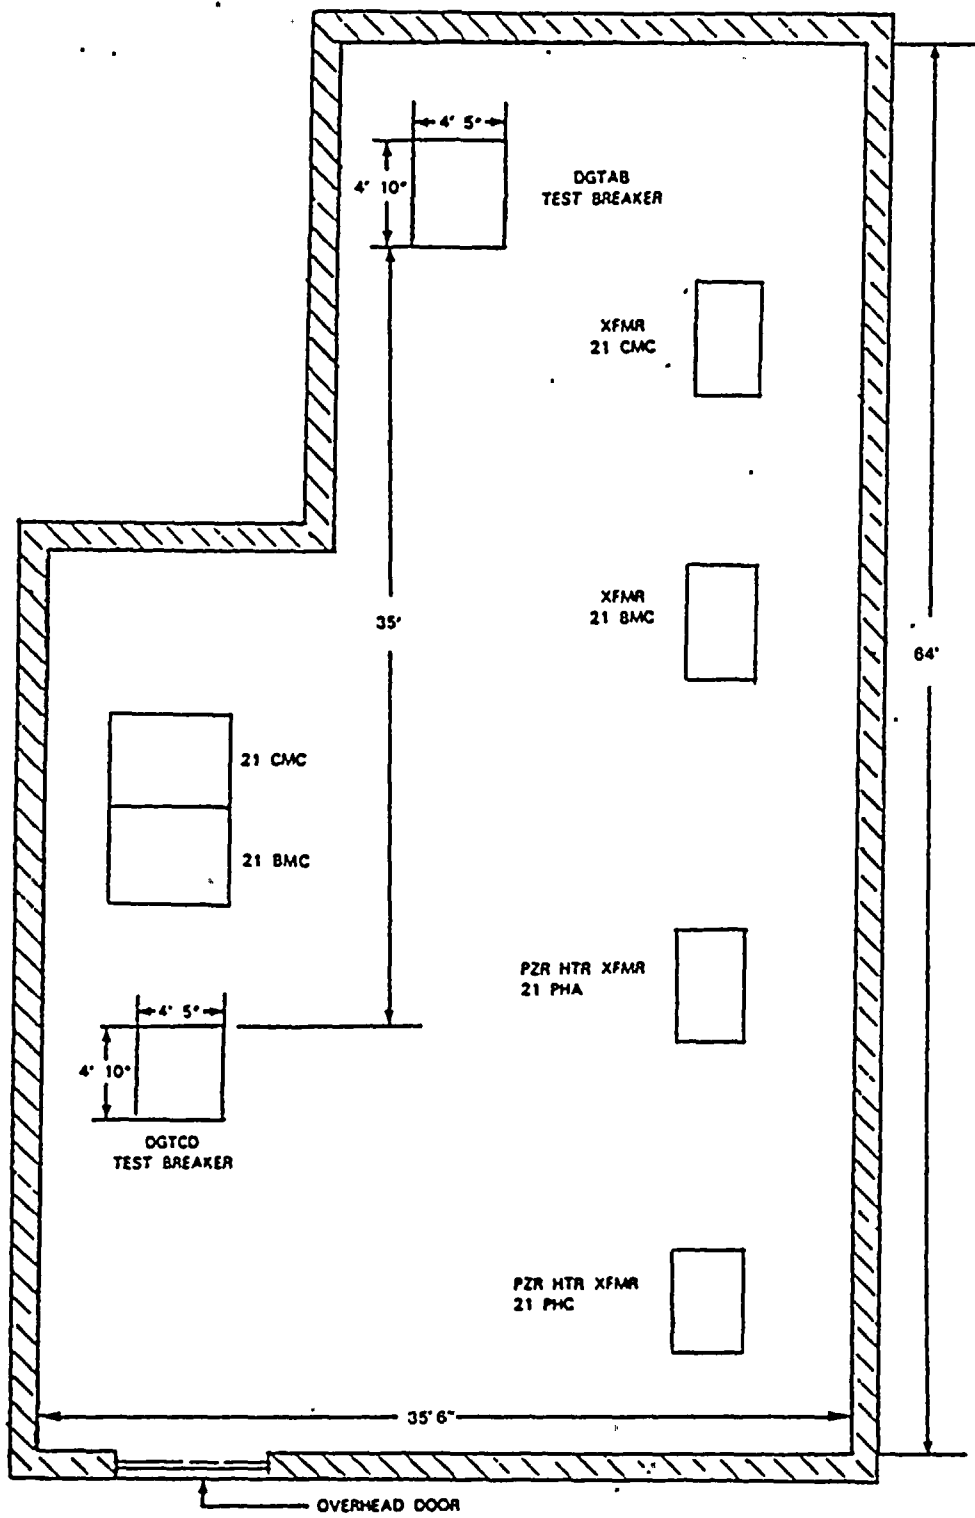 4' 5"
4' 10"
DGTAB
TEST BREAKER
XFMR
21 CMC
XFMR
21 BMC
35'
64'
21 CMC
21 BMC
PZR HTR XFMR
21 PHA
4' 5"
4' 10"
DGTCD
TEST BREAKER
PZR HTR XFMR
21 PHC
35' 6"
OVERHEAD DOOR